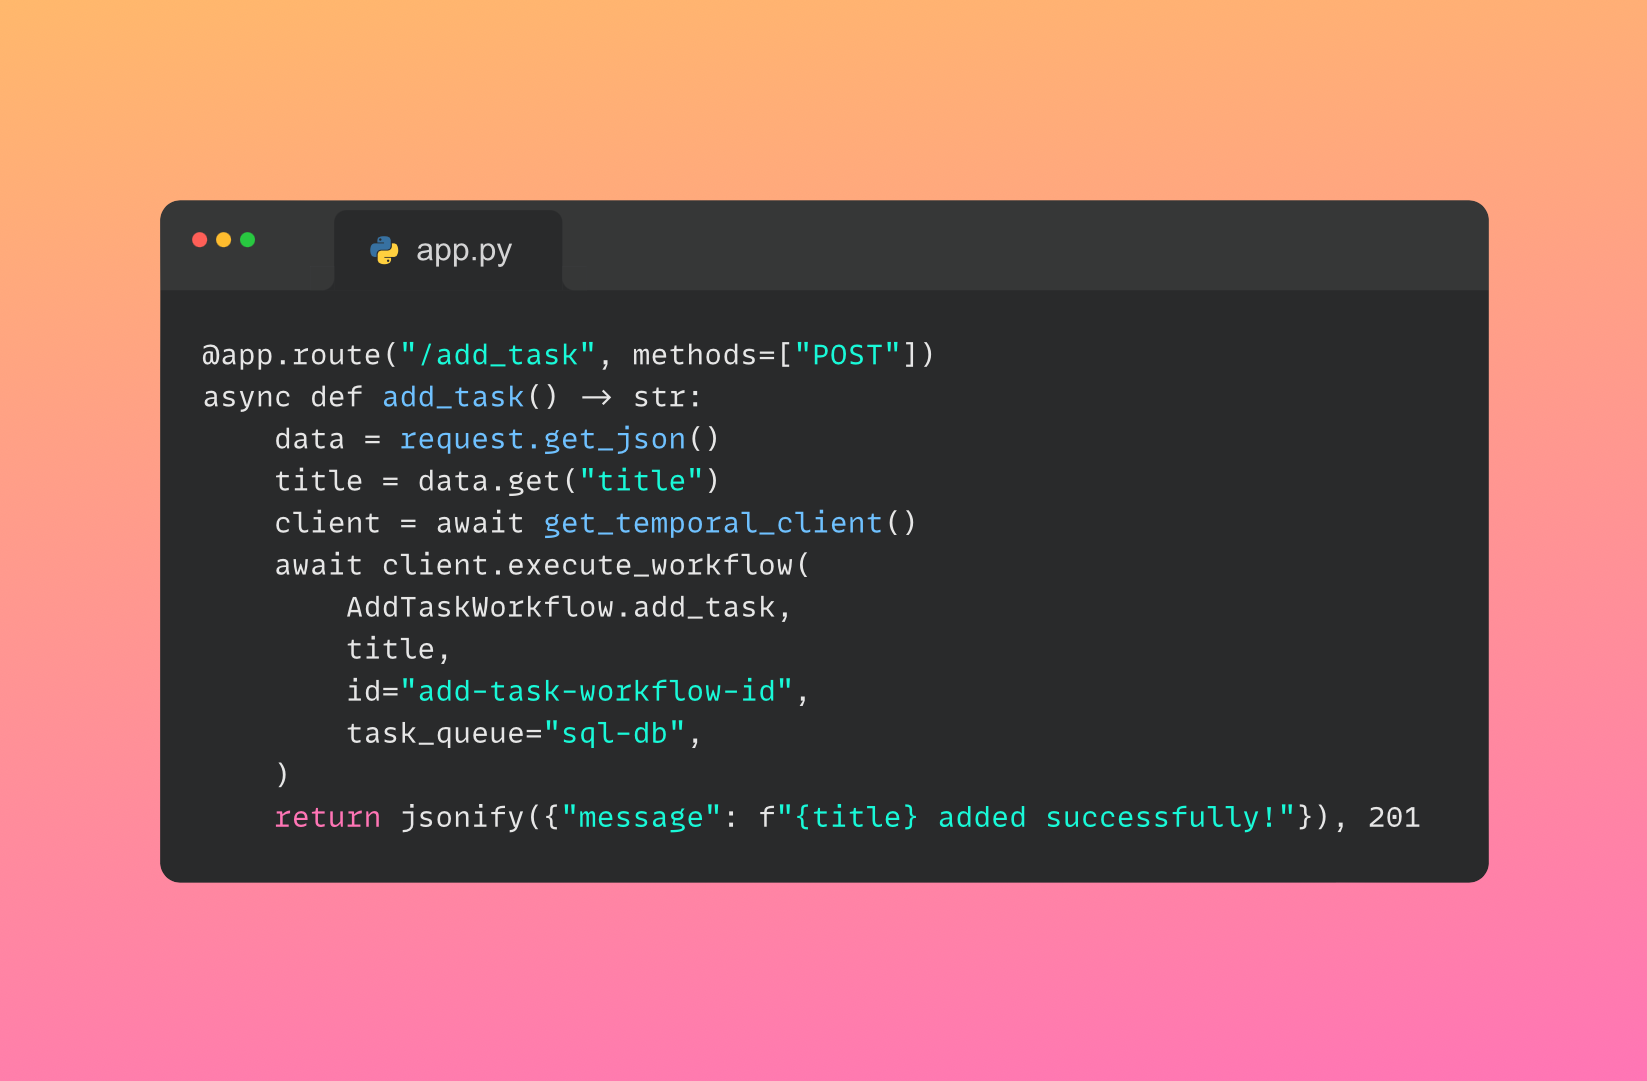 app.py
@app.route("/add_task", methods=["POST"])
async def add_task() → str:
    data = request.get_json()
    title = data.get("title")
    client = await get_temporal_client()
    await client.execute_workflow(
        AddTaskWorkflow.add_task,
        title,
        id="add-task-workflow-id",
        task_queue="sql-db",
    )
    return jsonify({"message": f"{title} added successfully!"}), 201